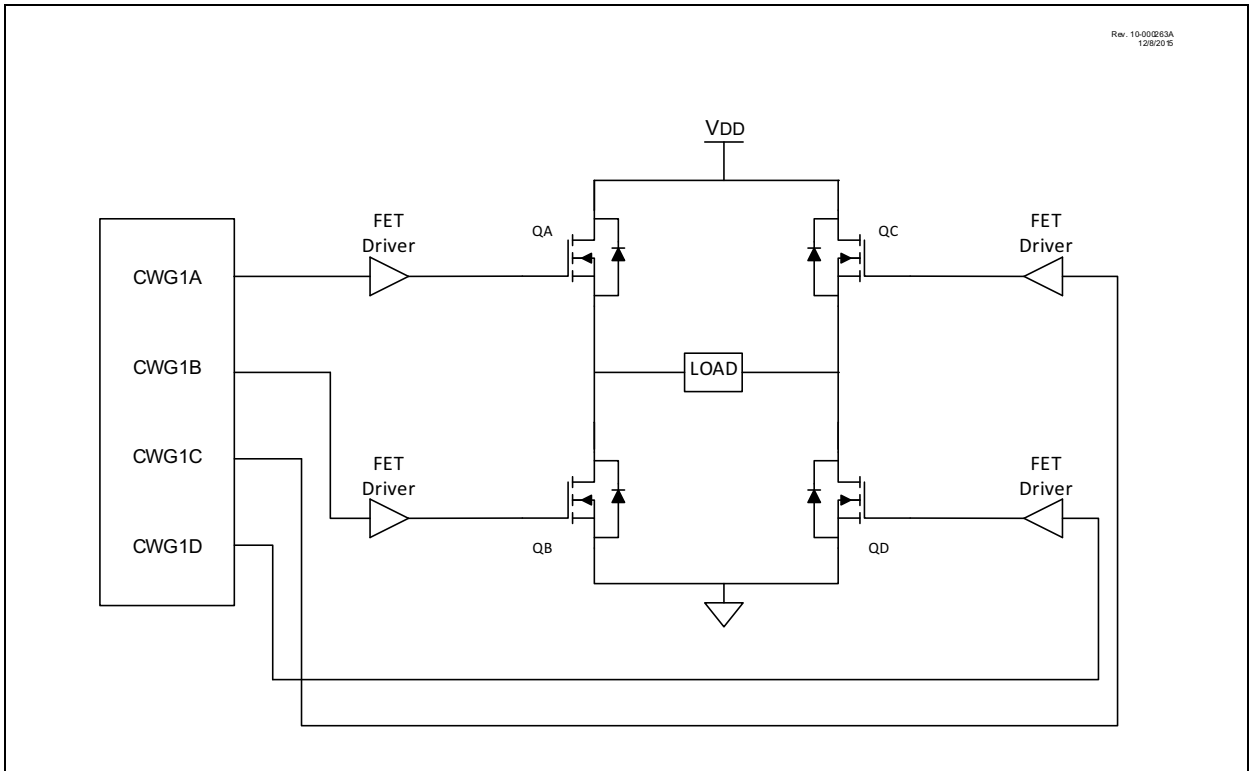 Rev. 10-000263A
12/8/2015
VDD
FET
Driver
QA
QC
FET
Driver
CWG1A
CWG1B
LOAD
CWG1C
FET
Driver
FET
Driver
CWG1D
QB
QD